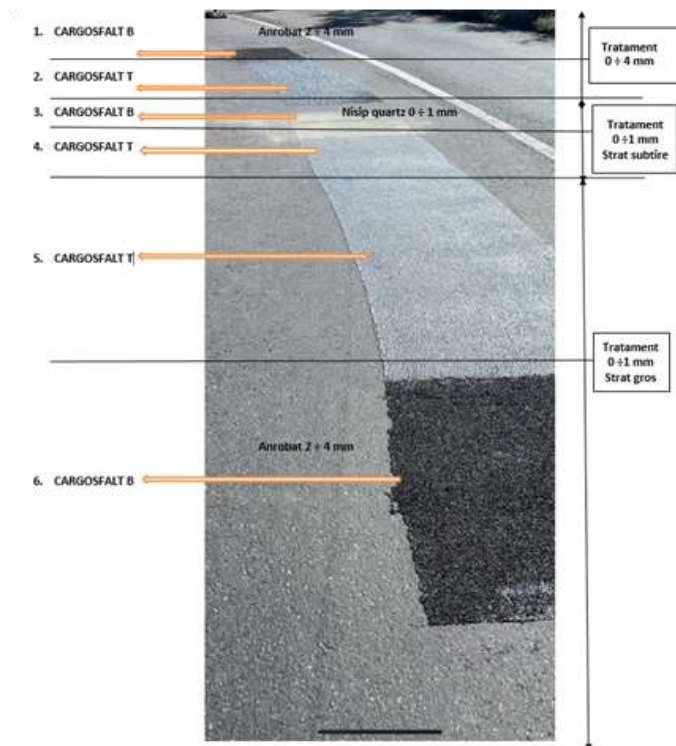 1. CARGOSFALT B
Anrobat 2 ÷ 4 mm
Tratament
0 ÷ 4 mm
2. CARGOSFALT T
3. CARGOSFALT B
Nisip quartz 0 ÷ 1 mm
Tratament
0 ÷1 mm
Strat subtire
4. CARGOSFALT T
5. CARGOSFALT T
Tratament
0 ÷1 mm
Strat gros
Anrobat 2 ÷ 4 mm
6. CARGOSFALT B